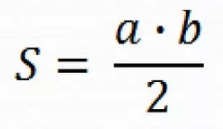 S = a · b / 2